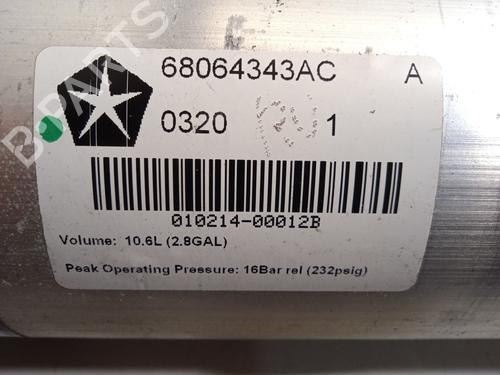 68064343AC A
0320 1
010214-00012B
Volume: 10.6L (2.8GAL)
Peak Operating Pressure: 16Bar rel (232psig)
B-PARTS